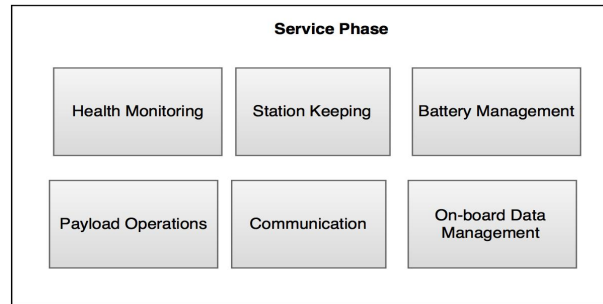 Service Phase
Health Monitoring
Station Keeping
Battery Management
Payload Operations
Communication
On-board Data
Management